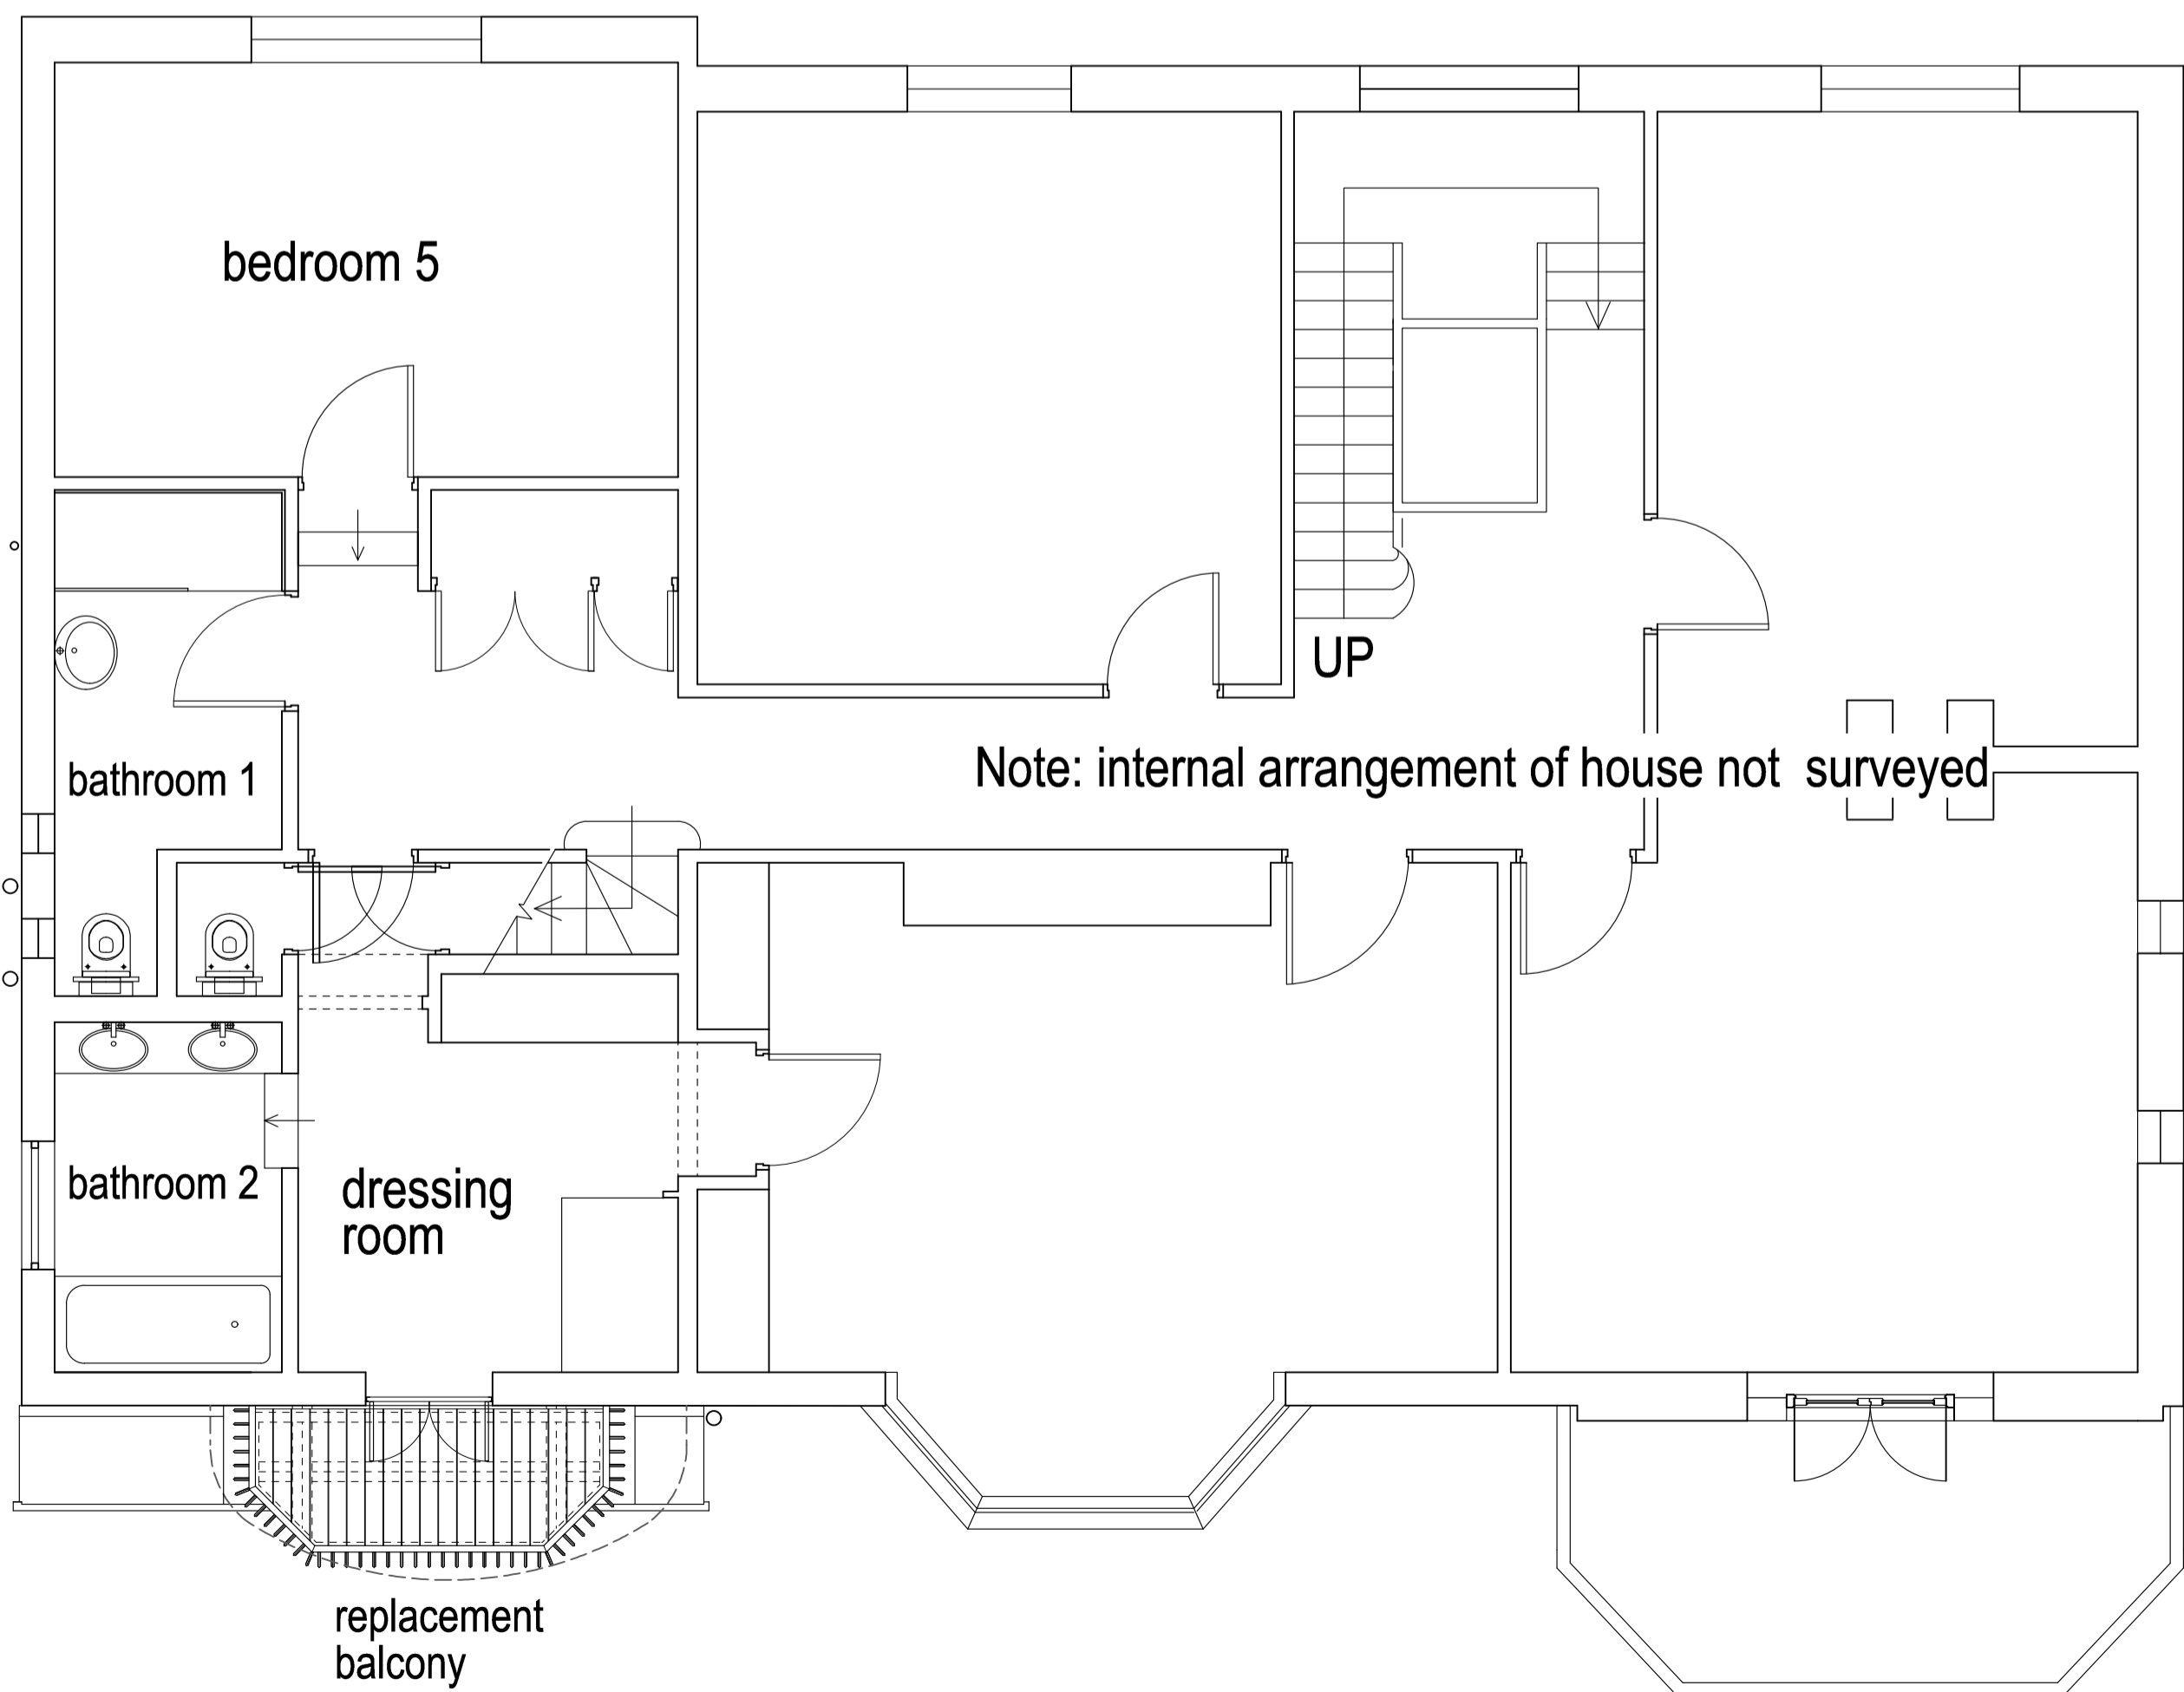 bedroom 5
UP
Note: internal arrangement of house not surveyed
bathroom 1
bathroom 2
dressing
room
replacement
balcony